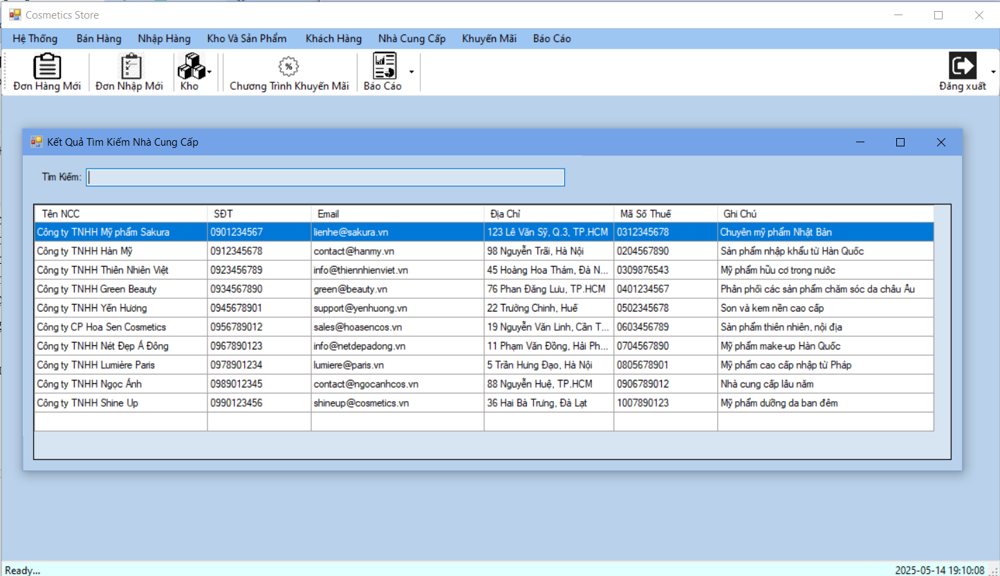 Cosmetics Store
Hệ Thống Bán Hàng Nhập Hàng Kho Và Sản Phẩm Khách Hàng Nhà Cung Cấp Khuyến Mãi Báo Cáo
%
Đơn Hàng Mới Đơn Nhập Mới Kho Chương Trình Khuyến Mãi Báo Cáo Đăng xuất
Kết Quả Tìm Kiếm Nhà Cung Cấp
Tìm Kiếm:
Tên NCC SĐT Email Địa Chỉ Mã Số Thuế Ghi Chú
Công ty TNHH Mỹ phẩm Sakura 0901234567 lienhe@sakura.vn 123 Lê Văn Sỹ, Q.3, TP.HCM 0312345678 Chuyên mỹ phẩm Nhật Bản
Công ty TNHH Hàn Mỹ 0912345678 contact@hanmy.vn 98 Nguyễn Trãi, Hà Nội 0204567890 Sản phẩm nhập khẩu từ Hàn Quốc
Công ty TNHH Thiên Nhiên Việt 0923456789 info@thiennhienviet.vn 45 Hoàng Hoa Thám, Đà N... 0309876543 Mỹ phẩm hữu cơ trong nước
Công ty TNHH Green Beauty 0934567890 green@beauty.vn 76 Phan Đăng Lưu, TP.HCM 0401234567 Phân phối các sản phẩm chăm sóc da châu Âu
Công ty TNHH Yến Hương 0945678901 support@yenhuong.vn 22 Trường Chinh, Huế 0502345678 Son và kem nền cao cấp
Công ty CP Hoa Sen Cosmetics 0956789012 sales@hoasencos.vn 19 Nguyễn Văn Linh, Cần T... 0603456789 Sản phẩm thiên nhiên, nội địa
Công ty TNHH Nét Đẹp Á Đông 0967890123 info@netdepadong.vn 11 Phạm Văn Đồng, Hải Ph... 0704567890 Mỹ phẩm make-up Hàn Quốc
Công ty TNHH Lumière Paris 0978901234 lumiere@paris.vn 5 Trần Hưng Đạo, Hà Nội 0805678901 Mỹ phẩm cao cấp nhập từ Pháp
Công ty TNHH Ngọc Ánh 0989012345 contact@ngocanhcos.vn 88 Nguyễn Huệ, TP.HCM 0906789012 Nhà cung cấp lâu năm
Công ty TNHH Shine Up 0990123456 shineup@cosmetics.vn 36 Hai Bà Trưng, Đà Lạt 1007890123 Mỹ phẩm dưỡng da ban đêm
Ready... 2025-05-14 19:10:08